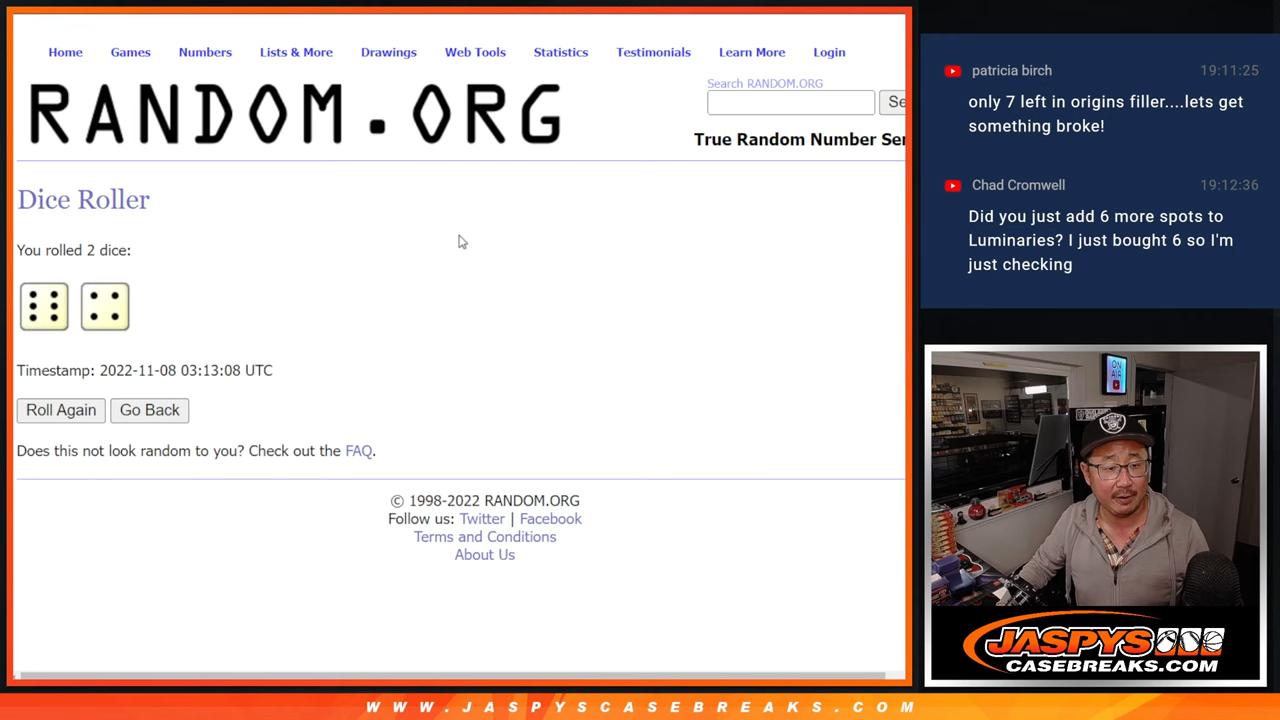 Home Games Numbers Lists & More Drawings Web Tools Statistics Testimonials Learn More Login
RANDOM.ORG
Search RANDOM.ORG
Se
True Random Number Ser
Dice Roller
You rolled 2 dice:
Timestamp: 2022-11-08 03:13:08 UTC
Roll Again Go Back
Does this not look random to you? Check out the FAQ.
© 1998-2022 RANDOM.ORG
Follow us: Twitter | Facebook
Terms and Conditions
About Us
patricia birch 19:11:25
only 7 left in origins filler....lets get
something broke!
Chad Cromwell 19:12:36
Did you just add 6 more spots to
Luminaries? I just bought 6 so I'm
just checking
ON
AIR
JASPYS
CASEBREAKS.COM
WWW.JASPYSCASEBREAKS.COM